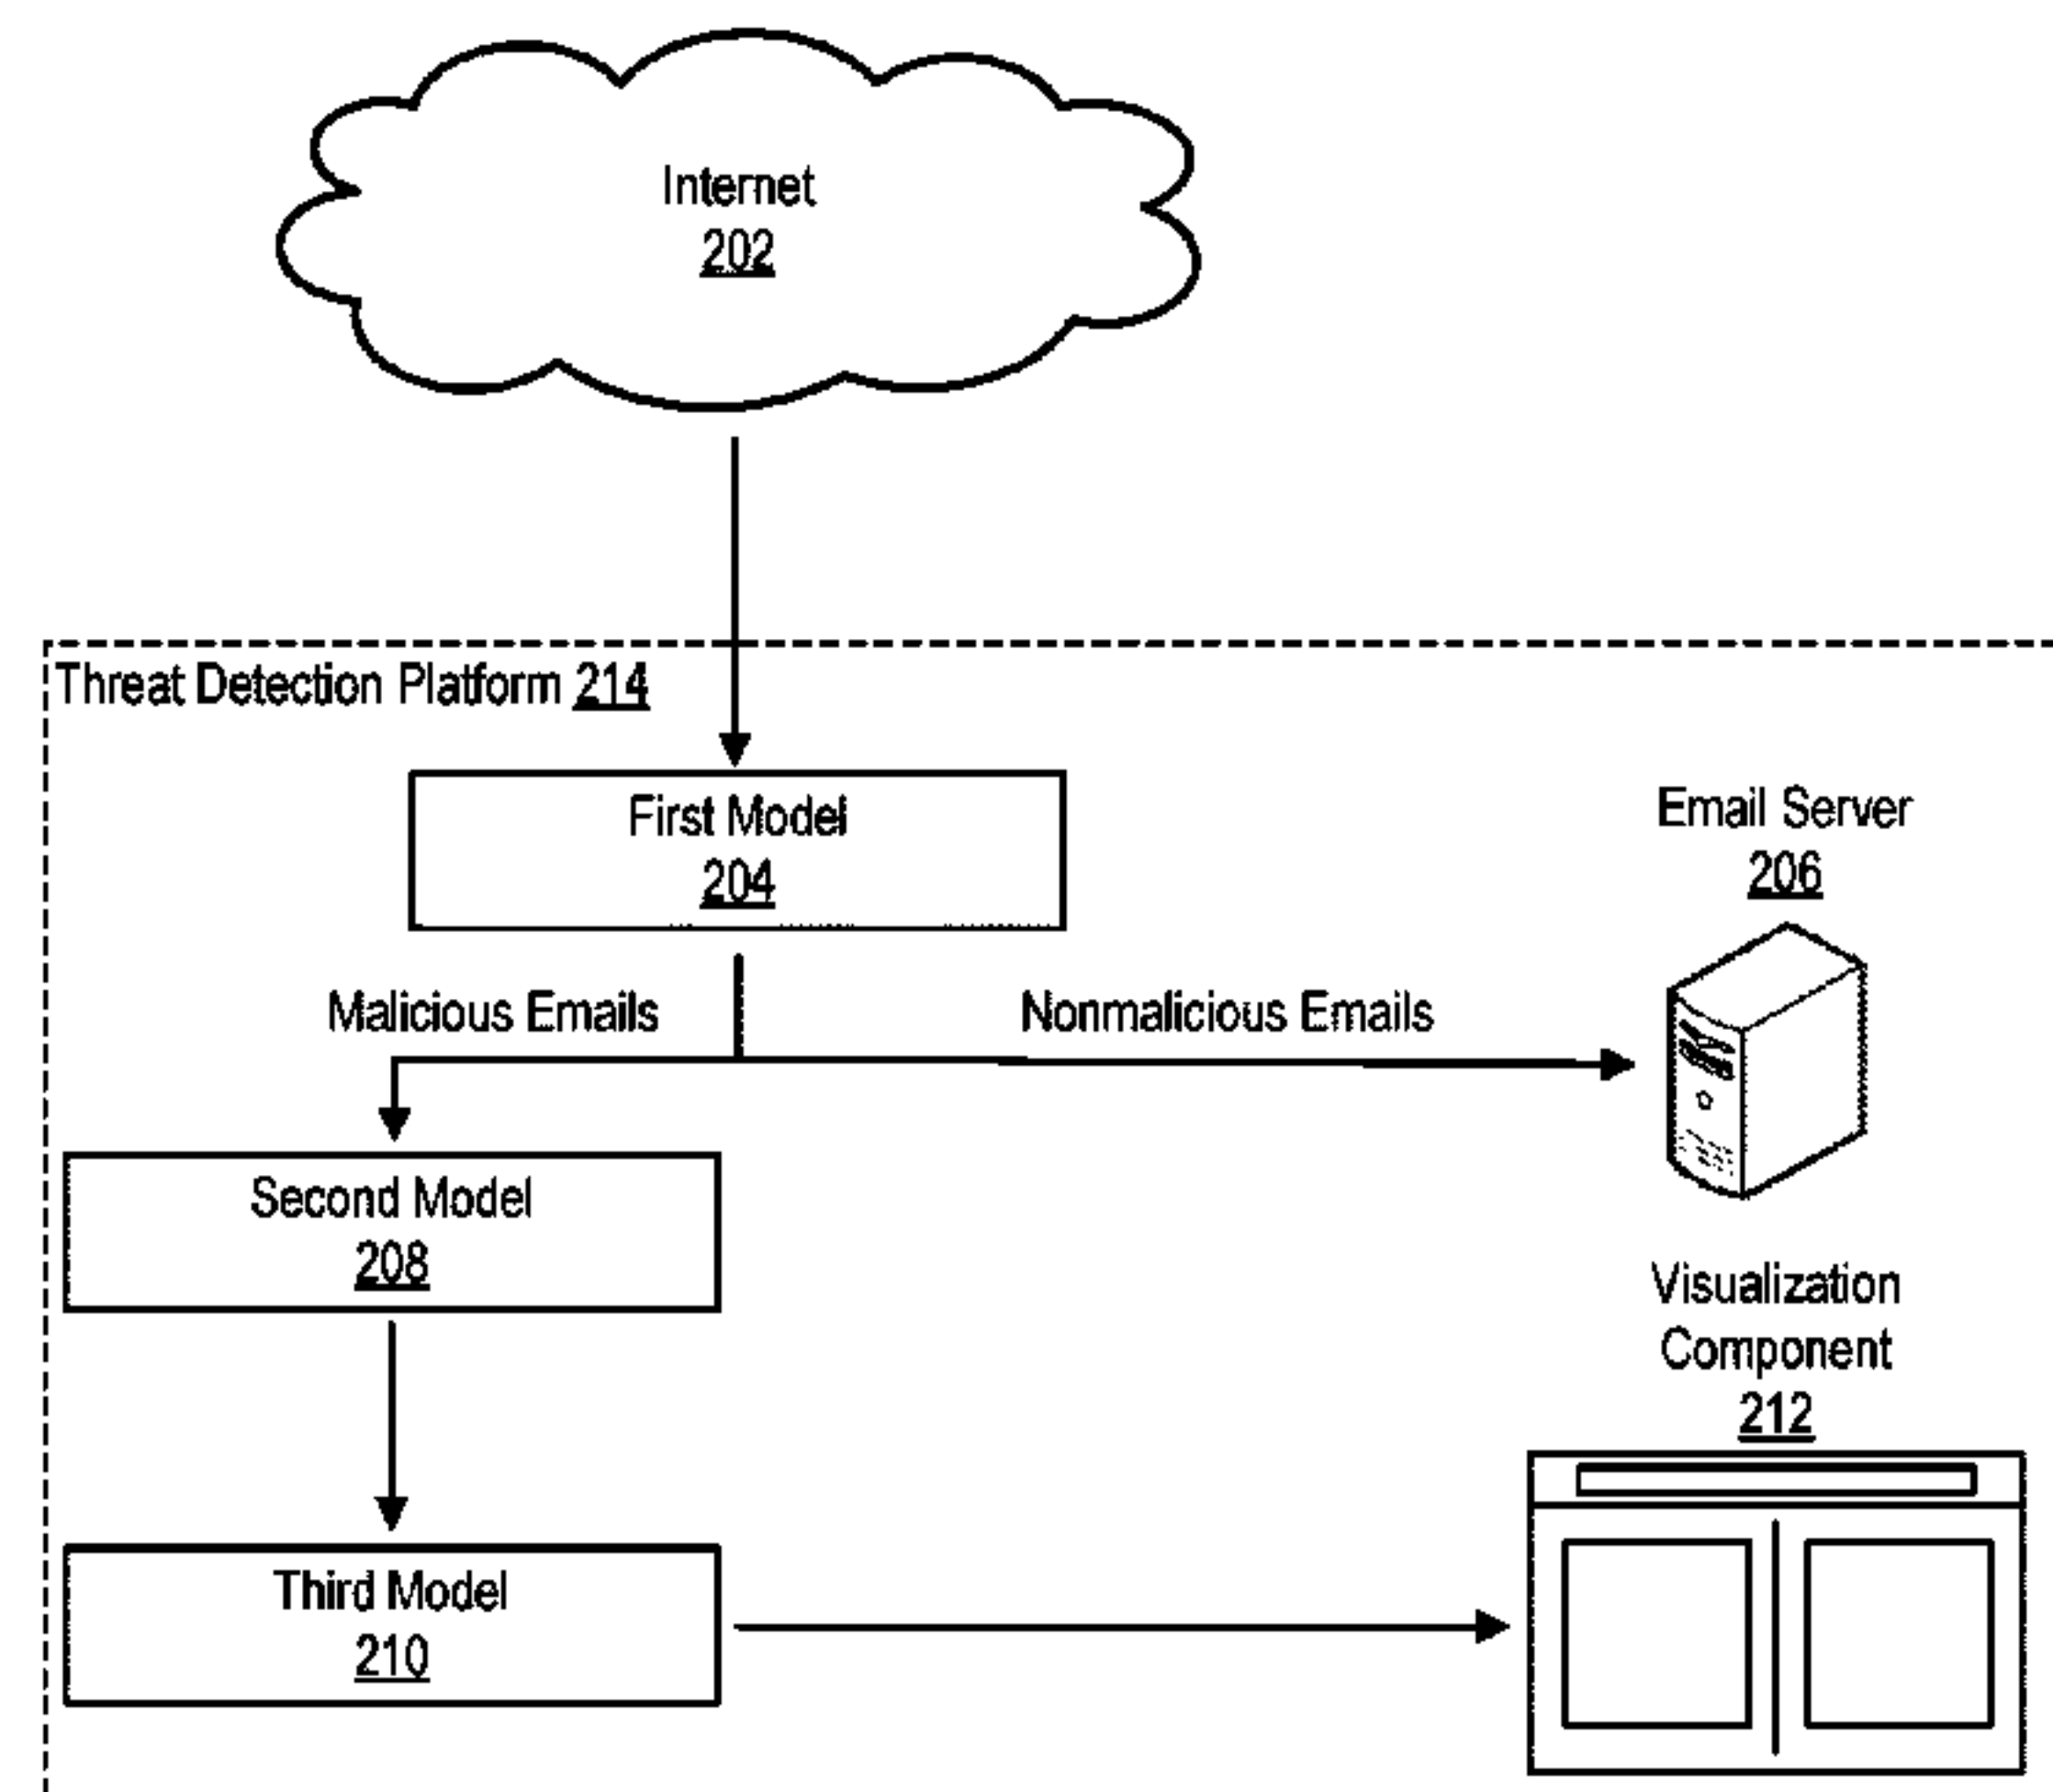 Internet
202
Threat Detection Platform 214
First Model
204
Email Server
206
Malicious Emails
Nonmalicious Emails
Second Model
208
Visualization
Component
212
Third Model
210